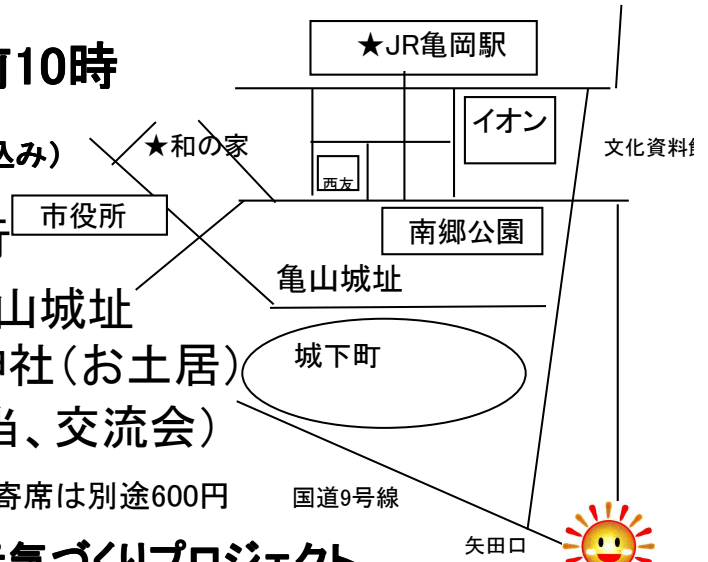 前10時
★JR亀岡駅
込み）
★和の家
イオン
文化資料館
西友
市役所
南郷公園
亀山城址
山城址
城下町
神社（お土居）
当、交流会）
寄席は別途600円
国道9号線
矢田口
元気づくりプロジェクト